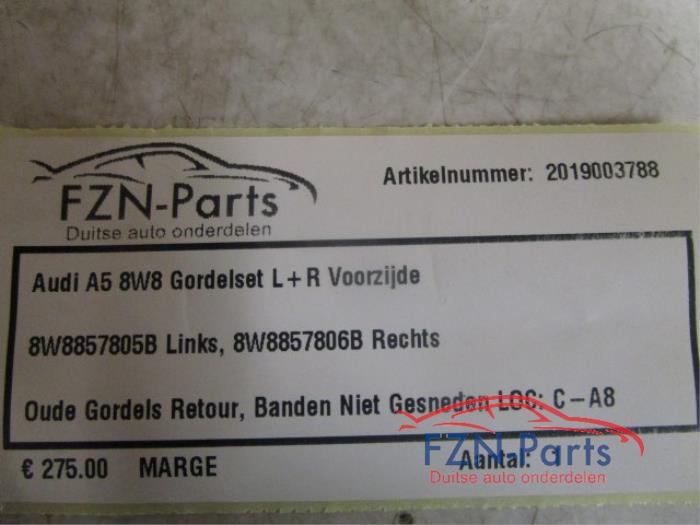 FZN-Parts
Duitse auto onderdelen
Artikelnummer: 2019003788
Audi A5 8W8 Gordelset L+R Voorzijde
8W8857805B Links, 8W8857806B Rechts
Oude Gordels Retour, Banden Niet Gesneden LOC: C-A8
€ 275.00 MARGE
Aantal: 1
FZN-Parts
Duitse auto onderdelen